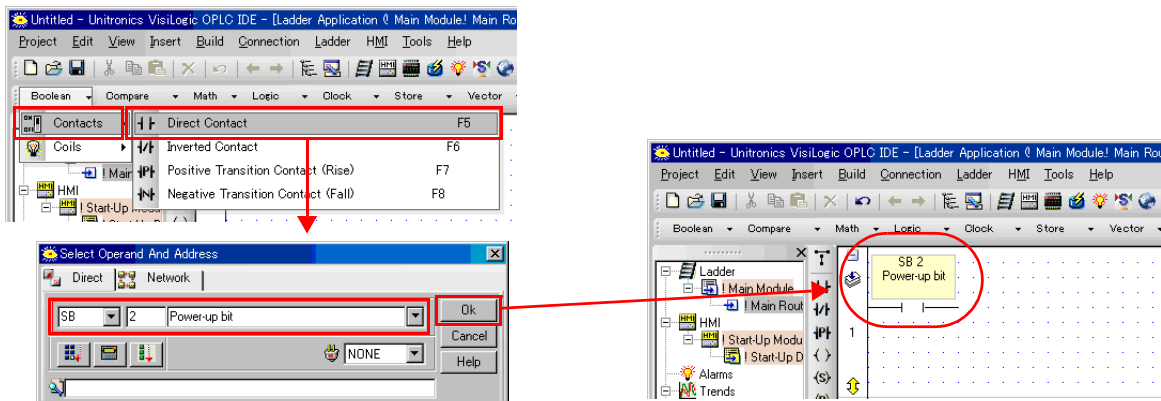 Untitled - Unitronics VisiLogic OPLC IDE - [Ladder Application (! Main Module! Main Ro
Project Edit View Insert Build Connection Ladder HMI Tools Help
Boolean Compare Math Logic Clock Store Vector
Contacts Direct Contact F5
Coils Inverted Contact F6
! Main Positive Transition Contact (Rise) F7
HMI Negative Transition Contact (Fall) F8
! Start-Up Modu
Select Operand And Address
Direct Network
SB 2 Power-up bit Ok
Cancel
NONE Help
Untitled - Unitronics VisiLogic OPLC IDE - [Ladder Application (! Main Module! Main Rou
Project Edit View Insert Build Connection Ladder HMI Tools Help
Boolean Compare Math Logic Clock Store Vector
Ladder
! Main Module
! Main Rout
HMI
! Start-Up Modu
! Start-Up D
Alarms
Trends
SB 2
Power-up bit
1